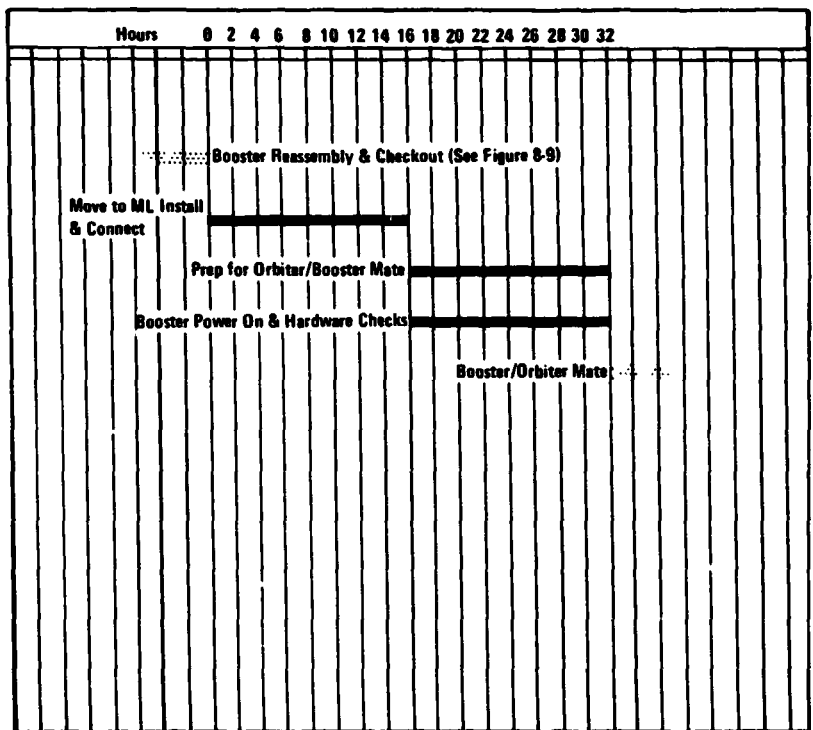 Hours 0 2 4 6 8 10 12 14 16 18 20 22 24 26 28 30 32
Booster Reassembly & Checkout (See Figure 8-9)
Move to ML Install
& Connect
Prep for Orbiter/Booster Mate
Booster Power On & Hardware Checks
Booster/Orbiter Mate